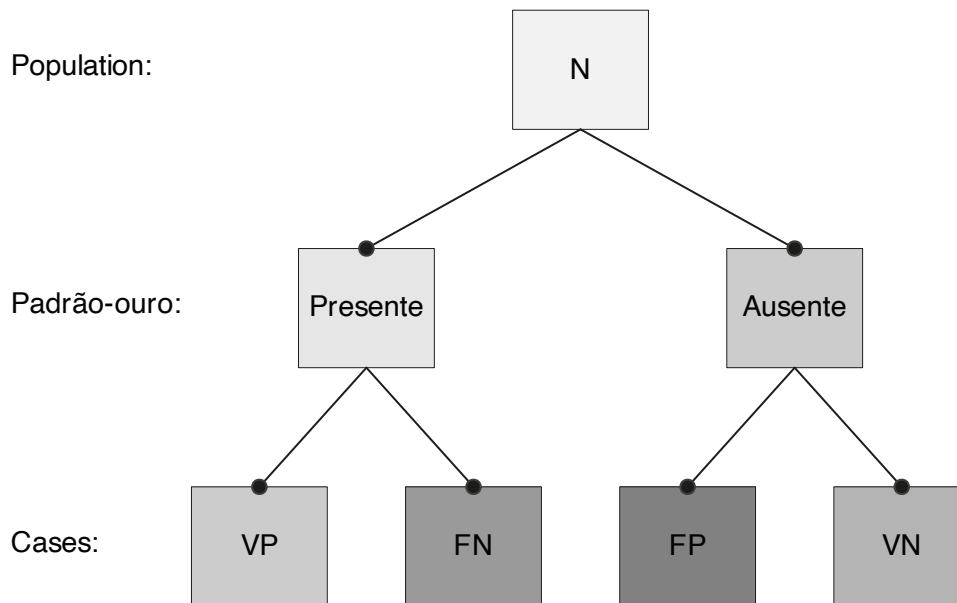 Population:
N
Padrão-ouro:
Presente
Ausente
Cases:
VP
FN
FP
VN